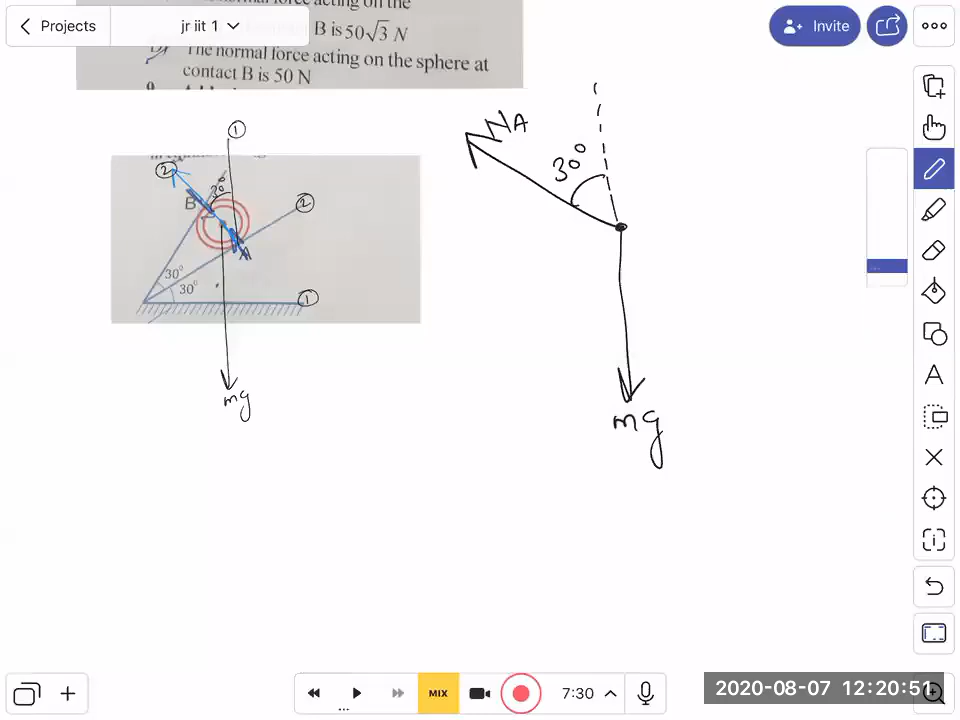 Projects
jr iit 1
Invite
B is 50√3 N
The normal force acting on the sphere at
contact B is 50 N
1
2
30°
B
2
A
30°
30°
1
mg
N_A
30°
mg
MIX
7:30
2020-08-07 12:20:51